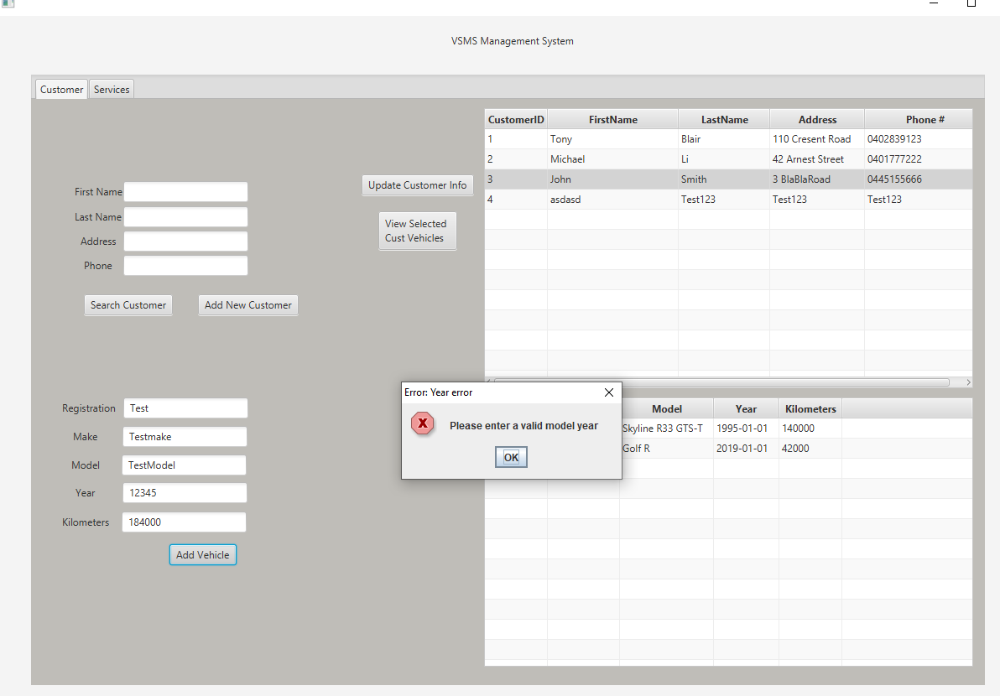 VSMS Management System
Customer Services
CustomerID FirstName LastName Address Phone #
1 Tony Blair 110 Cresent Road 0402839123
2 Michael Li 42 Arnest Street 0401777222
3 John Smith 3 BlaBlaRoad 0445155666
4 asdasd Test123 Test123 Test123
First Name
Last Name
Address
Phone
Update Customer Info
View Selected
Cust Vehicles
Search Customer Add New Customer
Registration Test
Make Testmake
Model TestModel
Year 12345
Kilometers 184000
Add Vehicle
Error: Year error
X
Please enter a valid model year
OK
Model Year Kilometers
Skyline R33 GTS-T 1995-01-01 140000
Golf R 2019-01-01 42000